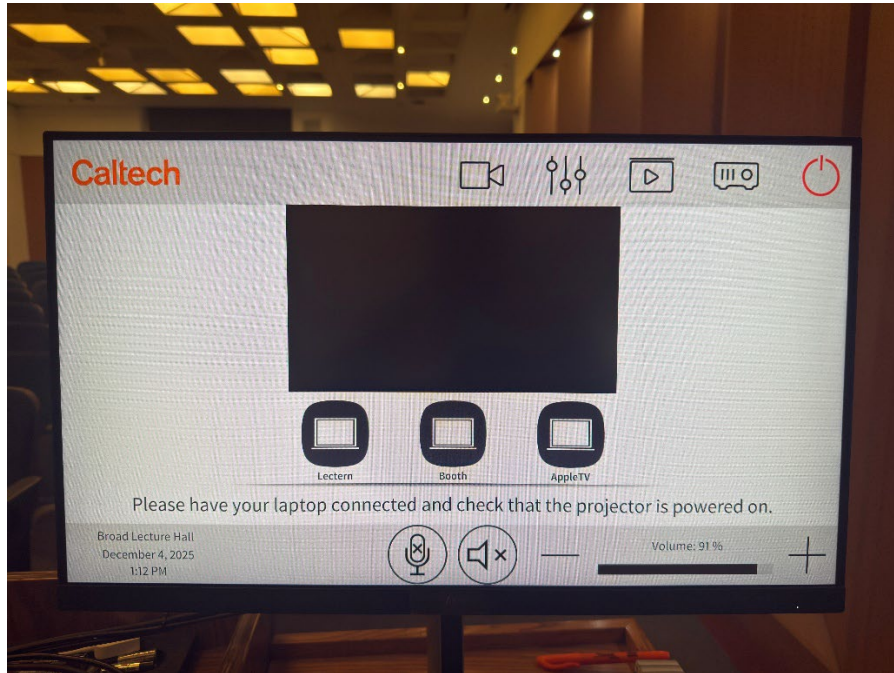 Caltech
Lectern
Booth
AppleTV
Please have your laptop connected and check that the projector is powered on.
Broad Lecture Hall
December 4, 2025
1:12 PM
Volume: 91 %